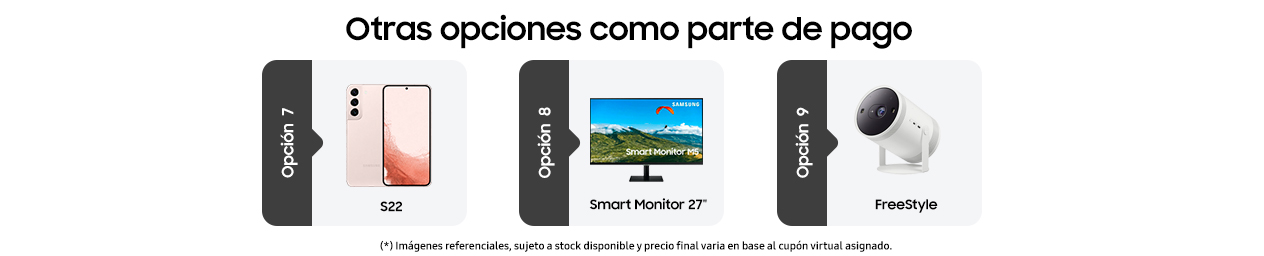 Otras opciones como parte de pago
Opción 7
S22
Opción 8
SAMSUNG
Smart Monitor M5
Smart Monitor 27"
Opción 9
FreeStyle
(*) Imágenes referenciales, sujeto a stock disponible y precio final varia en base al cupón virtual asignado.